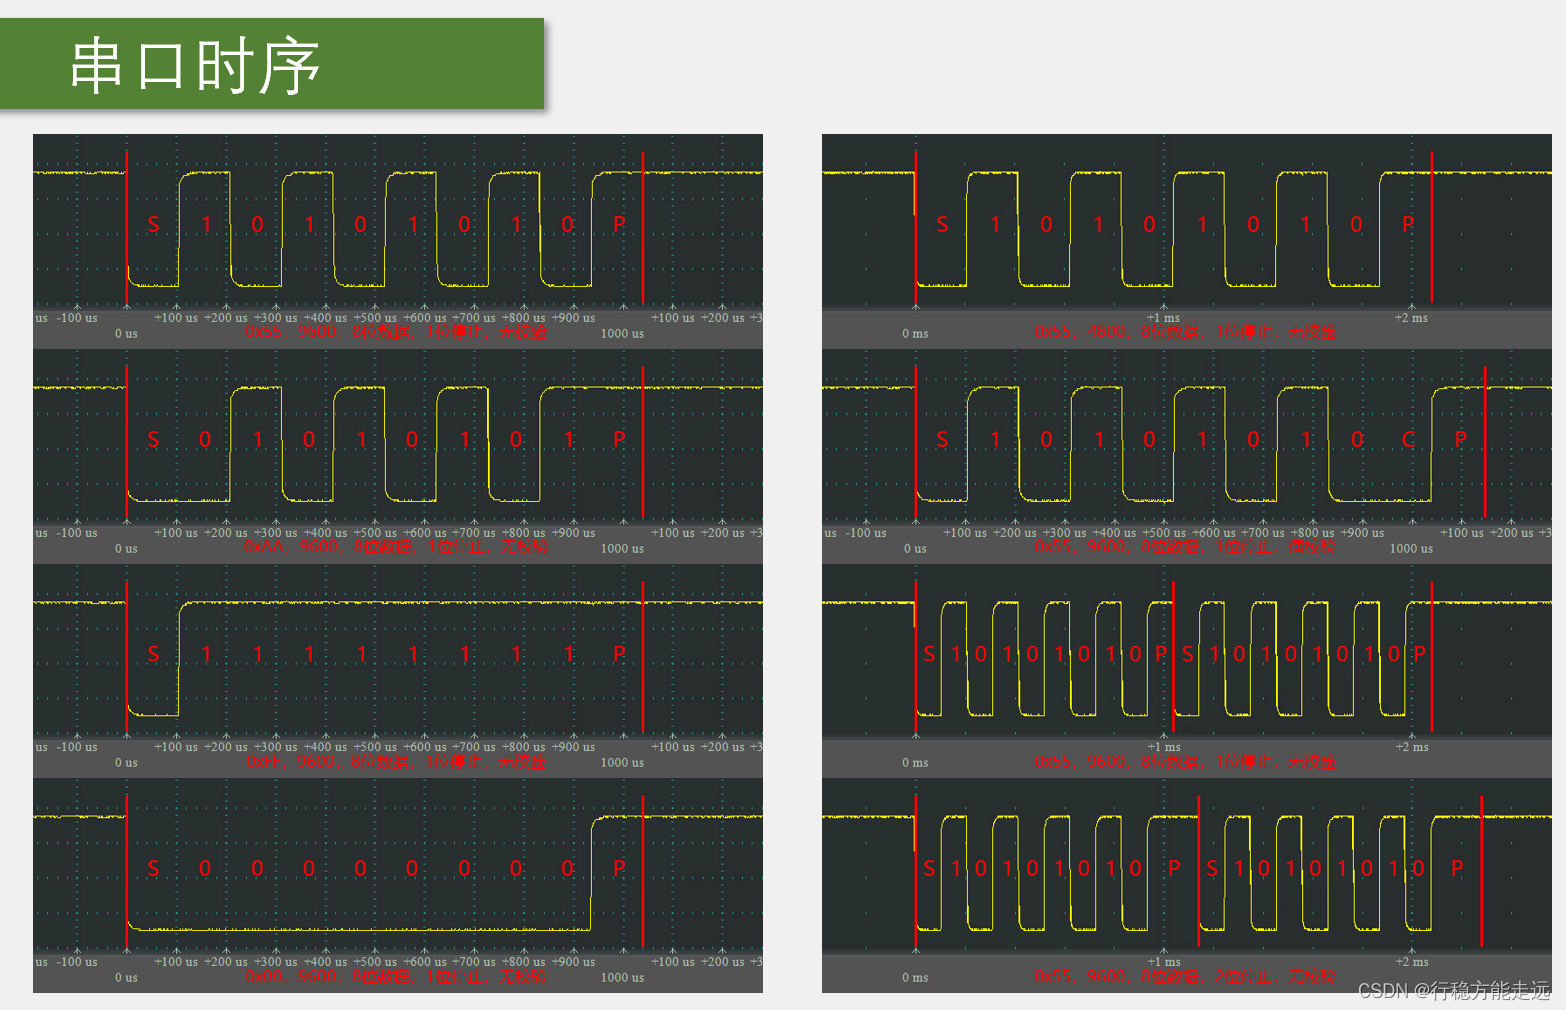 串口时序
S 1 0 1 0 1 0 1 0 P
us -100 us +100 us +200 us +300 us +400 us +500 us +600 us +700 us +800 us +900 us +100 us +200 us +3
0 us 0x55，9600，8位数据，1位停止，无校验 1000 us
S 0 1 0 1 0 1 0 1 P
us -100 us +100 us +200 us +300 us +400 us +500 us +600 us +700 us +800 us +900 us +100 us +200 us +3
0 us 0xAA，9600，8位数据，1位停止，无校验 1000 us
S 1 1 1 1 1 1 1 1 P
us -100 us +100 us +200 us +300 us +400 us +500 us +600 us +700 us +800 us +900 us +100 us +200 us +3
0 us 0xFF，9600，8位数据，1位停止，无校验 1000 us
S 0 0 0 0 0 0 0 0 P
us -100 us +100 us +200 us +300 us +400 us +500 us +600 us +700 us +800 us +900 us +100 us +200 us +3
0 us 0x00，9600，8位数据，1位停止，无校验 1000 us
S 1 0 1 0 1 0 1 0 P
+1 ms +2 ms
0 ms 0x55，4800，8位数据，1位停止，无校验
S 1 0 1 0 1 0 1 0 C P
us -100 us +100 us +200 us +300 us +400 us +500 us +600 us +700 us +800 us +900 us +100 us +200 us +3
0 us 0x55，9600，8位数据，1位停止，偶校验 1000 us
S 1 0 1 0 1 0 1 0 P S 1 0 1 0 1 0 1 0 P
+1 ms +2 ms
0 ms 0x55，9600，8位数据，1位停止，无校验
S 1 0 1 0 1 0 1 0 P S 1 0 1 0 1 0 1 0 P
+1 ms +2 ms
0 ms 0x55，9600，8位数据，2位停止，无校验
CSDN @行稳方能走远